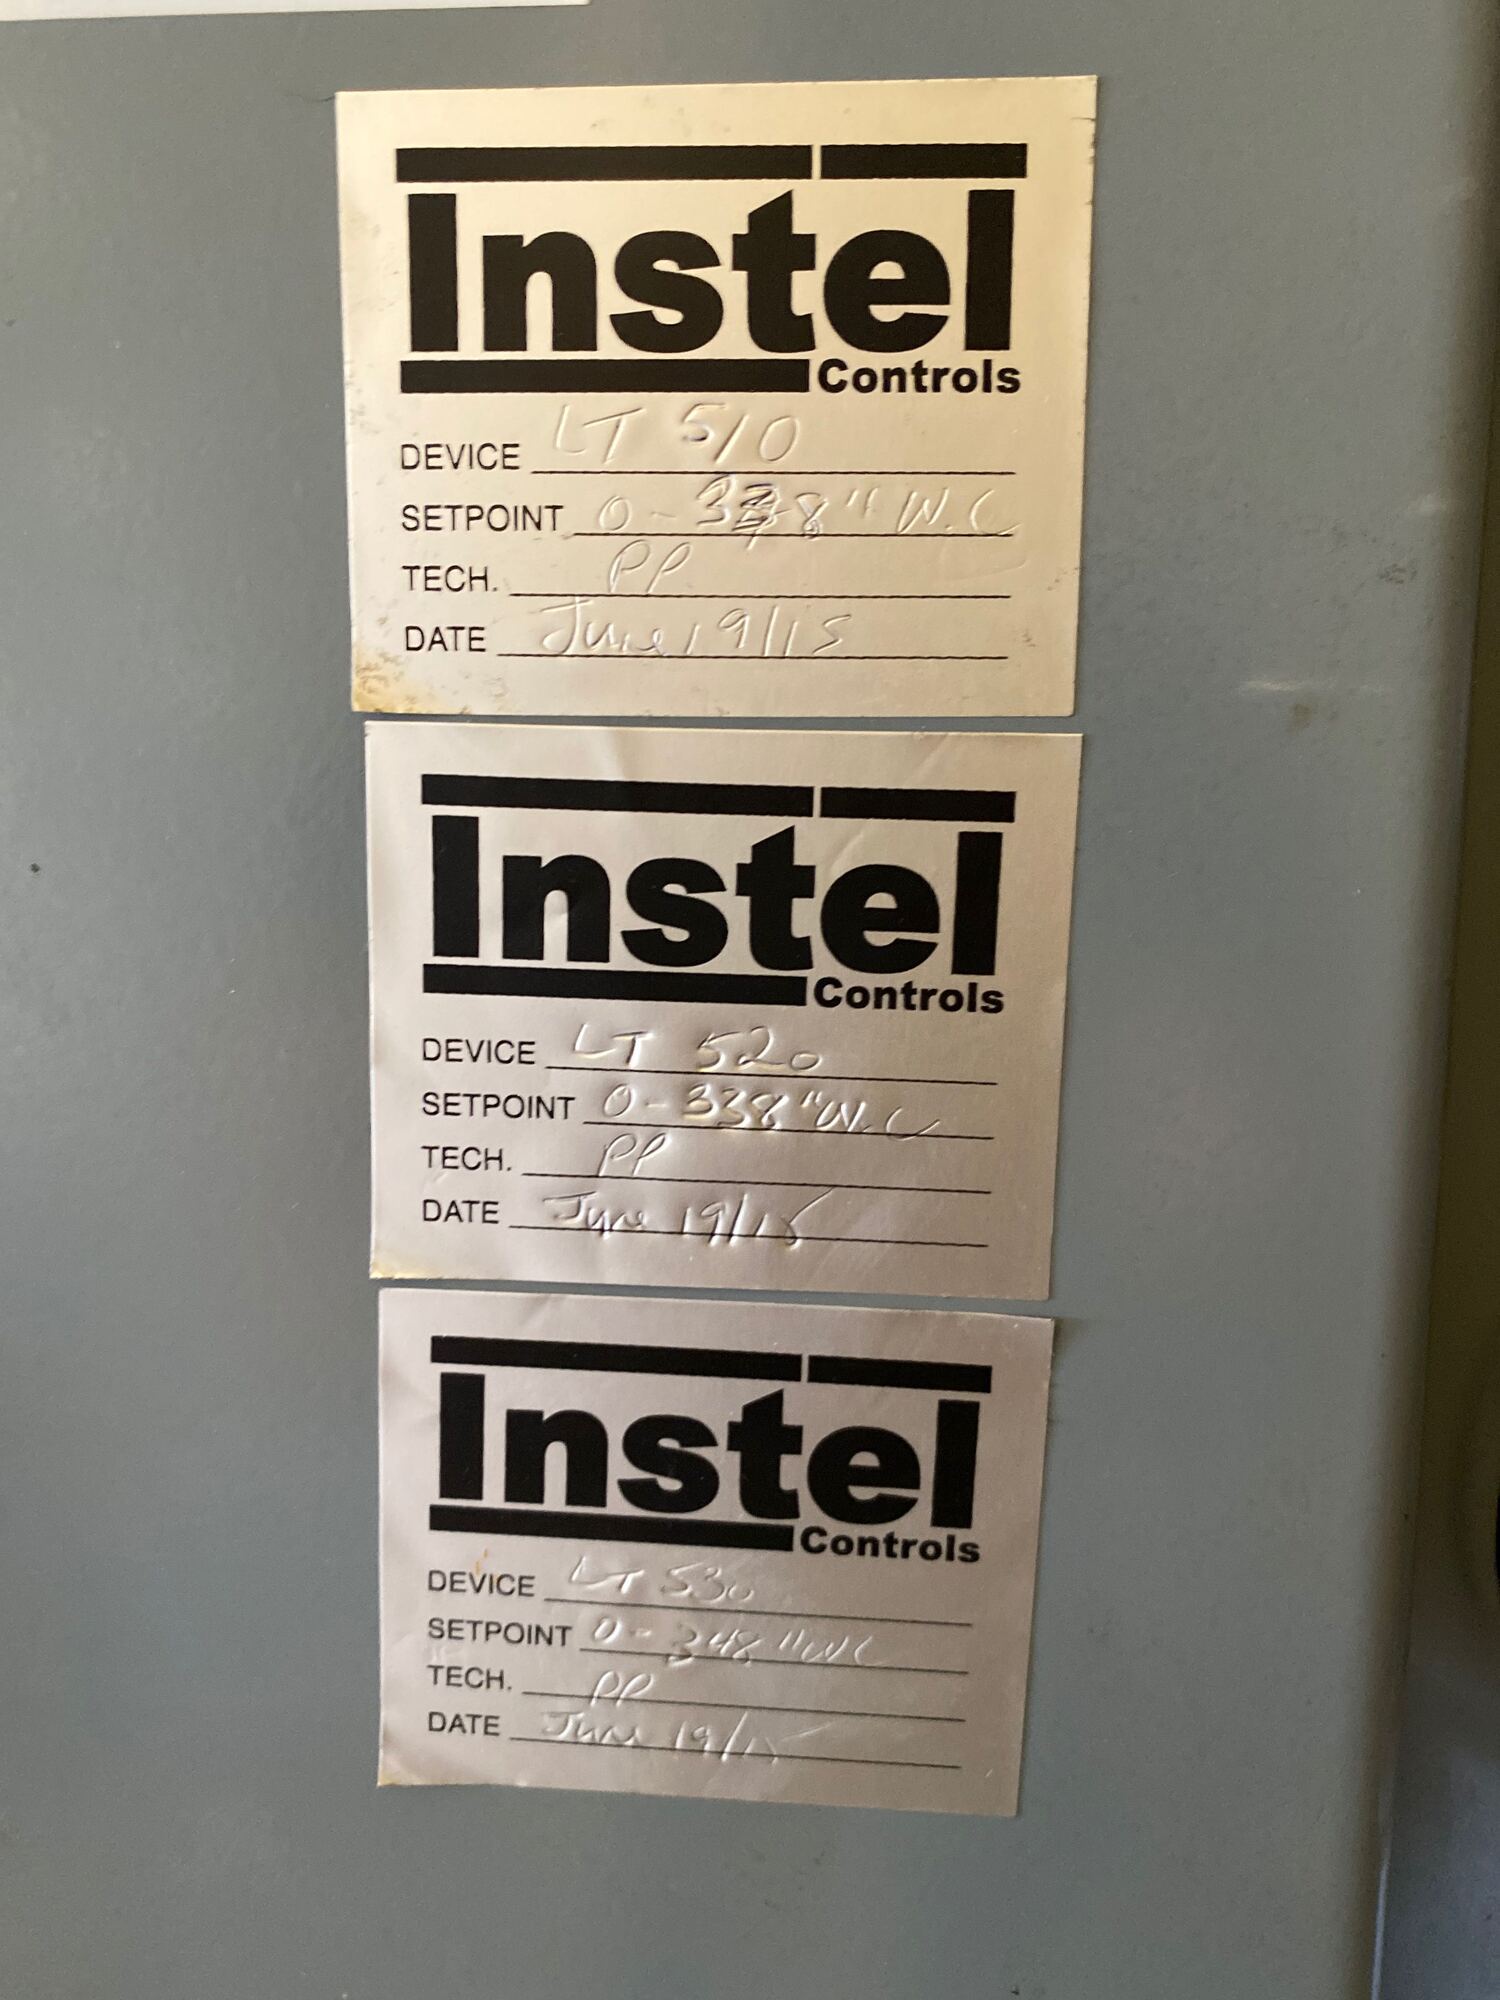 Instel
Controls
DEVICE LT 510
SETPOINT 0 - 338" W.C
TECH. PP
DATE June 19/15
Instel
Controls
DEVICE LT 520
SETPOINT 0 - 338 "W.C
TECH. PP
DATE June 19/15
Instel
Controls
DEVICE LT 530
SETPOINT 0 - 348 "WC
TECH. PP
DATE June 19/15